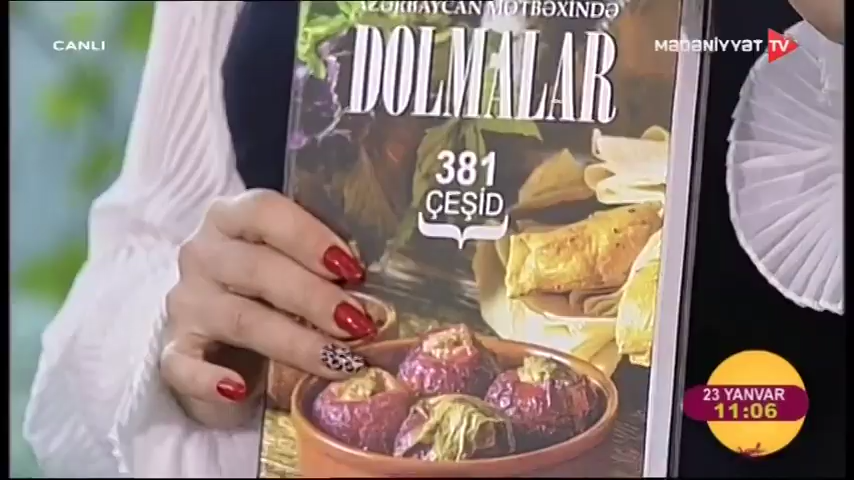 CANLI
AZƏRBAYCAN MƏTBƏXİNDƏ
DOLMALAR
381
ÇEŞİD
MƏDƏNİYYƏT TV
23 YANVAR
11:06